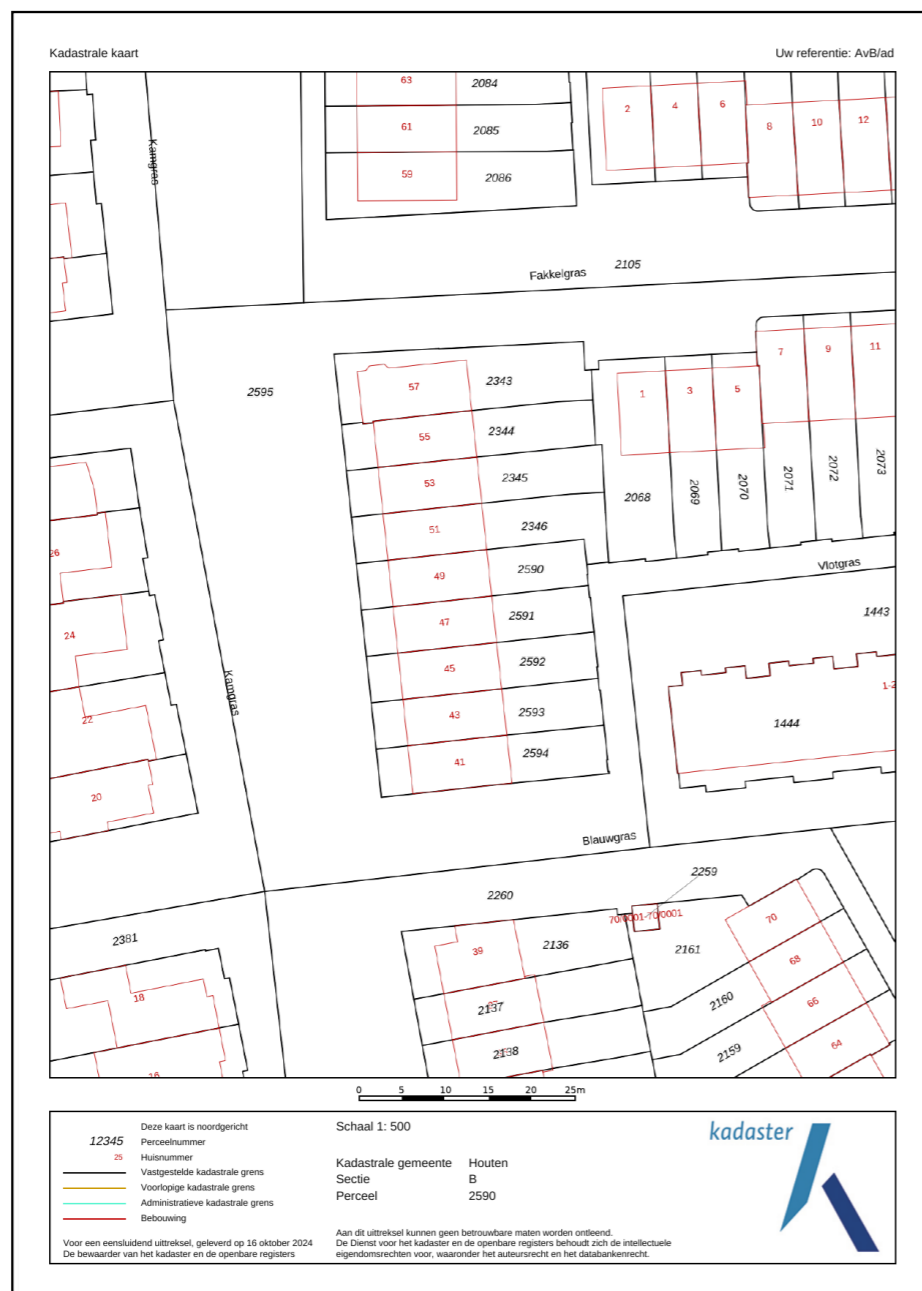 Kadastrale kaart
Uw referentie: AvB/ad
63
2084
61
2085
59
2086
2
4
6
8
10
12
Kamgras
Fakkelgras
2105
2595
57
2343
55
2344
53
2345
51
2346
49
2590
47
2591
45
2592
43
2593
41
2594
1
3
5
7
9
11
2068
2069
2070
2071
2072
2073
Vlotgras
1443
1444
26
24
22
20
Kamgras
Blauwgras
2259
2260
70/0001-70/0001
2381
18
16
39
2136
2137
2138
2161
2160
2159
70
68
66
64
0 5 10 15 20 25m
Deze kaart is noordgericht
12345 Perceelnummer
25 Huisnummer
Vastgestelde kadastrale grens
Voorlopige kadastrale grens
Administratieve kadastrale grens
Bebouwing
Voor een eensluidend uittreksel, geleverd op 16 oktober 2024
De bewaarder van het kadaster en de openbare registers
Schaal 1: 500
Kadastrale gemeente Houten
Sectie B
Perceel 2590
Aan dit uittreksel kunnen geen betrouwbare maten worden ontleend.
De Dienst voor het kadaster en de openbare registers behoudt zich de intellectuele
eigendomsrechten voor, waaronder het auteursrecht en het databankenrecht.
kadaster